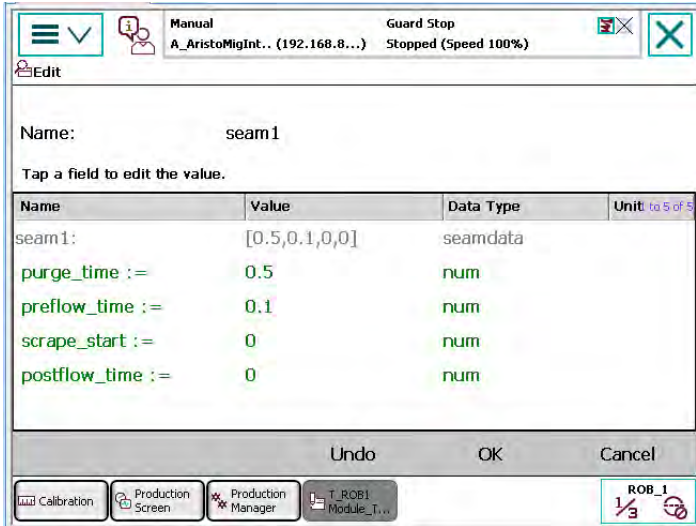 Manual
Guard Stop
A_AristoMigInt.. (192.168.8...)
Stopped (Speed 100%)
Edit
Name: seam1
Tap a field to edit the value.
Name Value Data Type Unit 1 to 5 of 5
seam1: [0.5,0.1,0,0] seamdata
purge_time := 0.5 num
preflow_time := 0.1 num
scrape_start := 0 num
postflow_time := 0 num
Undo OK Cancel
Calibration
Production
Screen
Production
Manager
T_ROB1
Module_T...
ROB_1
1/3